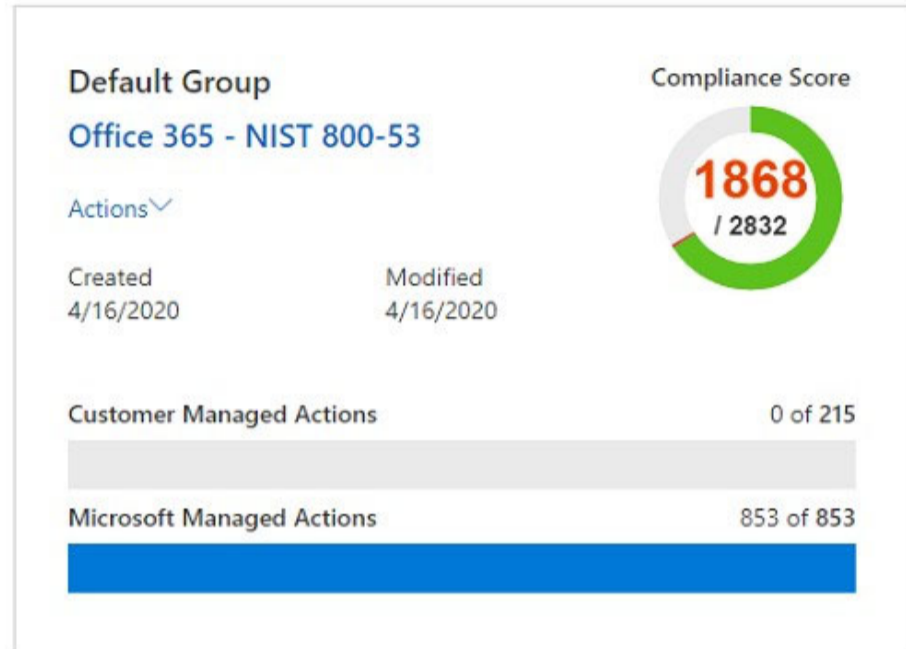 Default Group
Compliance Score
Office 365 - NIST 800-53
1868
/ 2832
Actions
Created
Modified
4/16/2020
4/16/2020
Customer Managed Actions
0 of 215
Microsoft Managed Actions
853 of 853